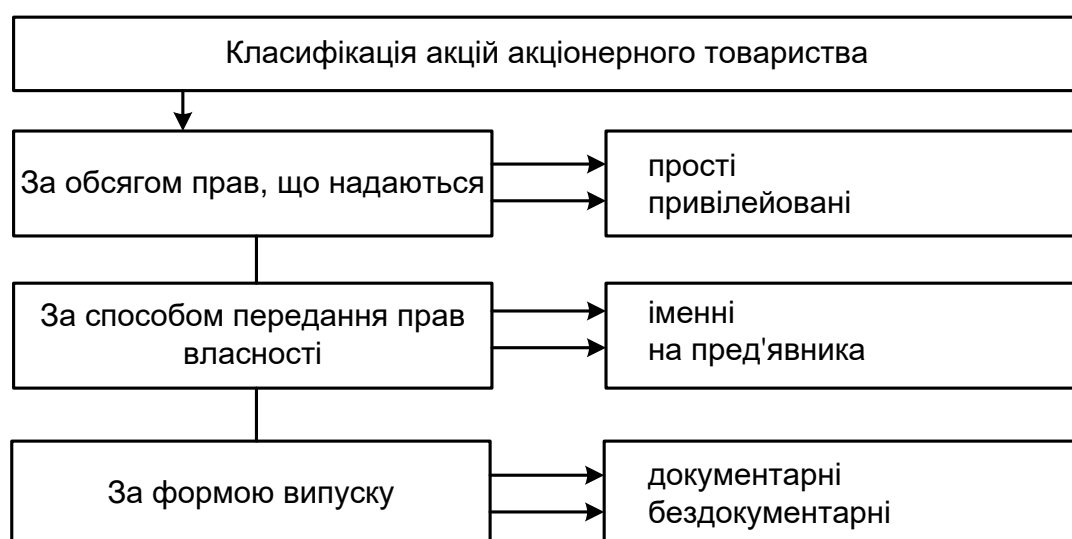 Класифікація акцій акціонерного товариства
За обсягом прав, що надаються
прості
привілейовані
За способом передання прав
власності
іменні
на пред'явника
За формою випуску
документарні
бездокументарні